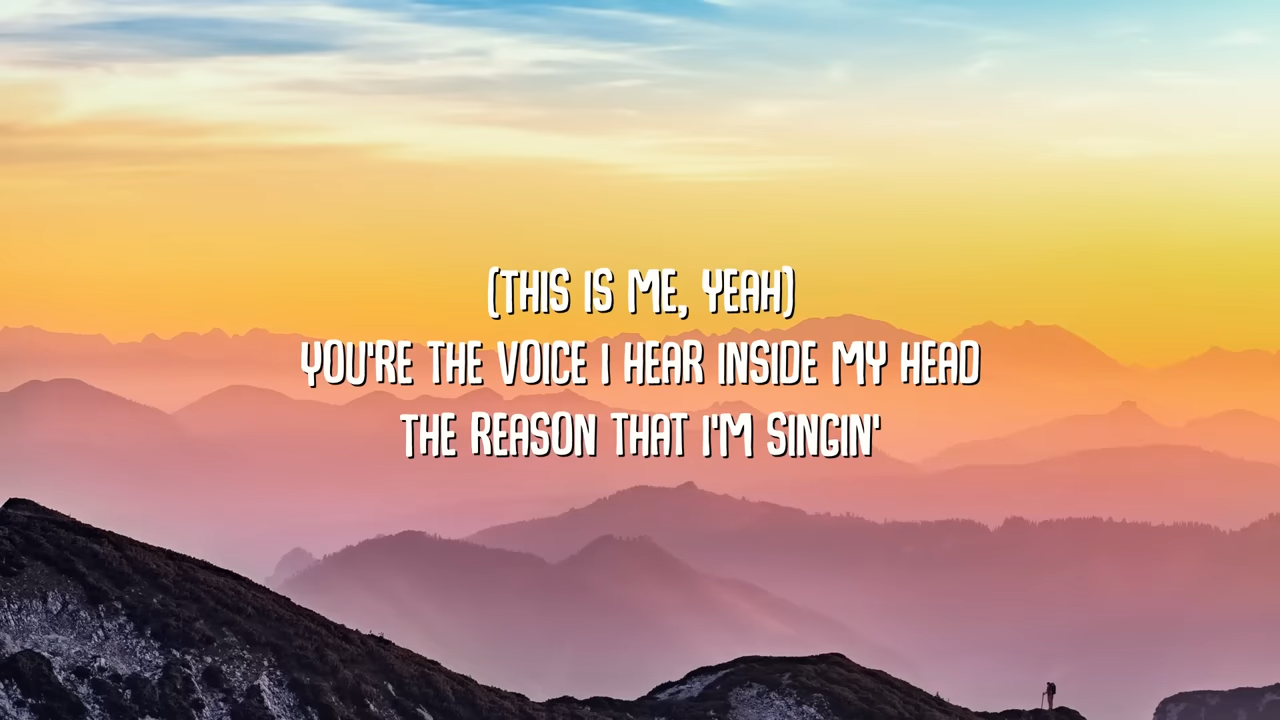 (THIS IS ME, YEAH)
YOU'RE THE VOICE I HEAR INSIDE MY HEAD
THE REASON THAT I'M SINGIN'